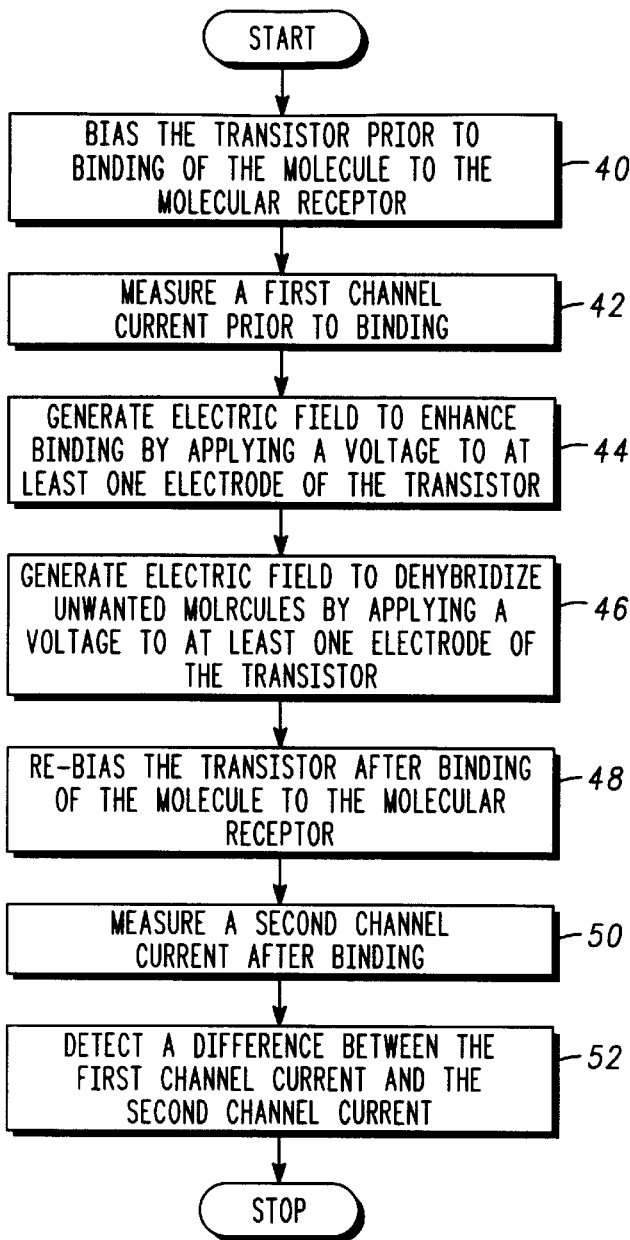 START
BIAS THE TRANSISTOR PRIOR TO
BINDING OF THE MOLECULE TO THE
MOLECULAR RECEPTOR
40
MEASURE A FIRST CHANNEL
CURRENT PRIOR TO BINDING
42
GENERATE ELECTRIC FIELD TO ENHANCE
BINDING BY APPLYING A VOLTAGE TO AT
LEAST ONE ELECTRODE OF THE TRANSISTOR
44
GENERATE ELECTRIC FIELD TO DEHYBRIDIZE
UNWANTED MOLRCULES BY APPLYING A
VOLTAGE TO AT LEAST ONE ELECTRODE OF
THE TRANSISTOR
46
RE-BIAS THE TRANSISTOR AFTER BINDING
OF THE MOLECULE TO THE MOLECULAR
RECEPTOR
48
MEASURE A SECOND CHANNEL
CURRENT AFTER BINDING
50
DETECT A DIFFERENCE BETWEEN THE
FIRST CHANNEL CURRENT AND THE
SECOND CHANNEL CURRENT
52
STOP